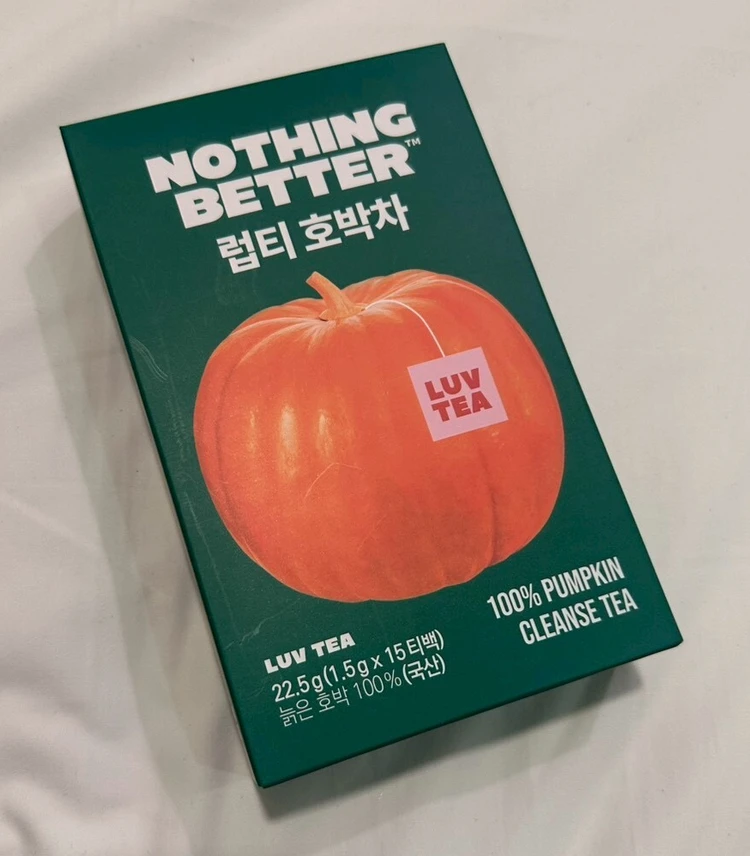 NOTHING
BETTER™
럽티 호박차
LUV
TEA
100% PUMPKIN
CLEANSE TEA
LUV TEA
22.5g(1.5g x 15티백)
늙은 호박 100%(국산)